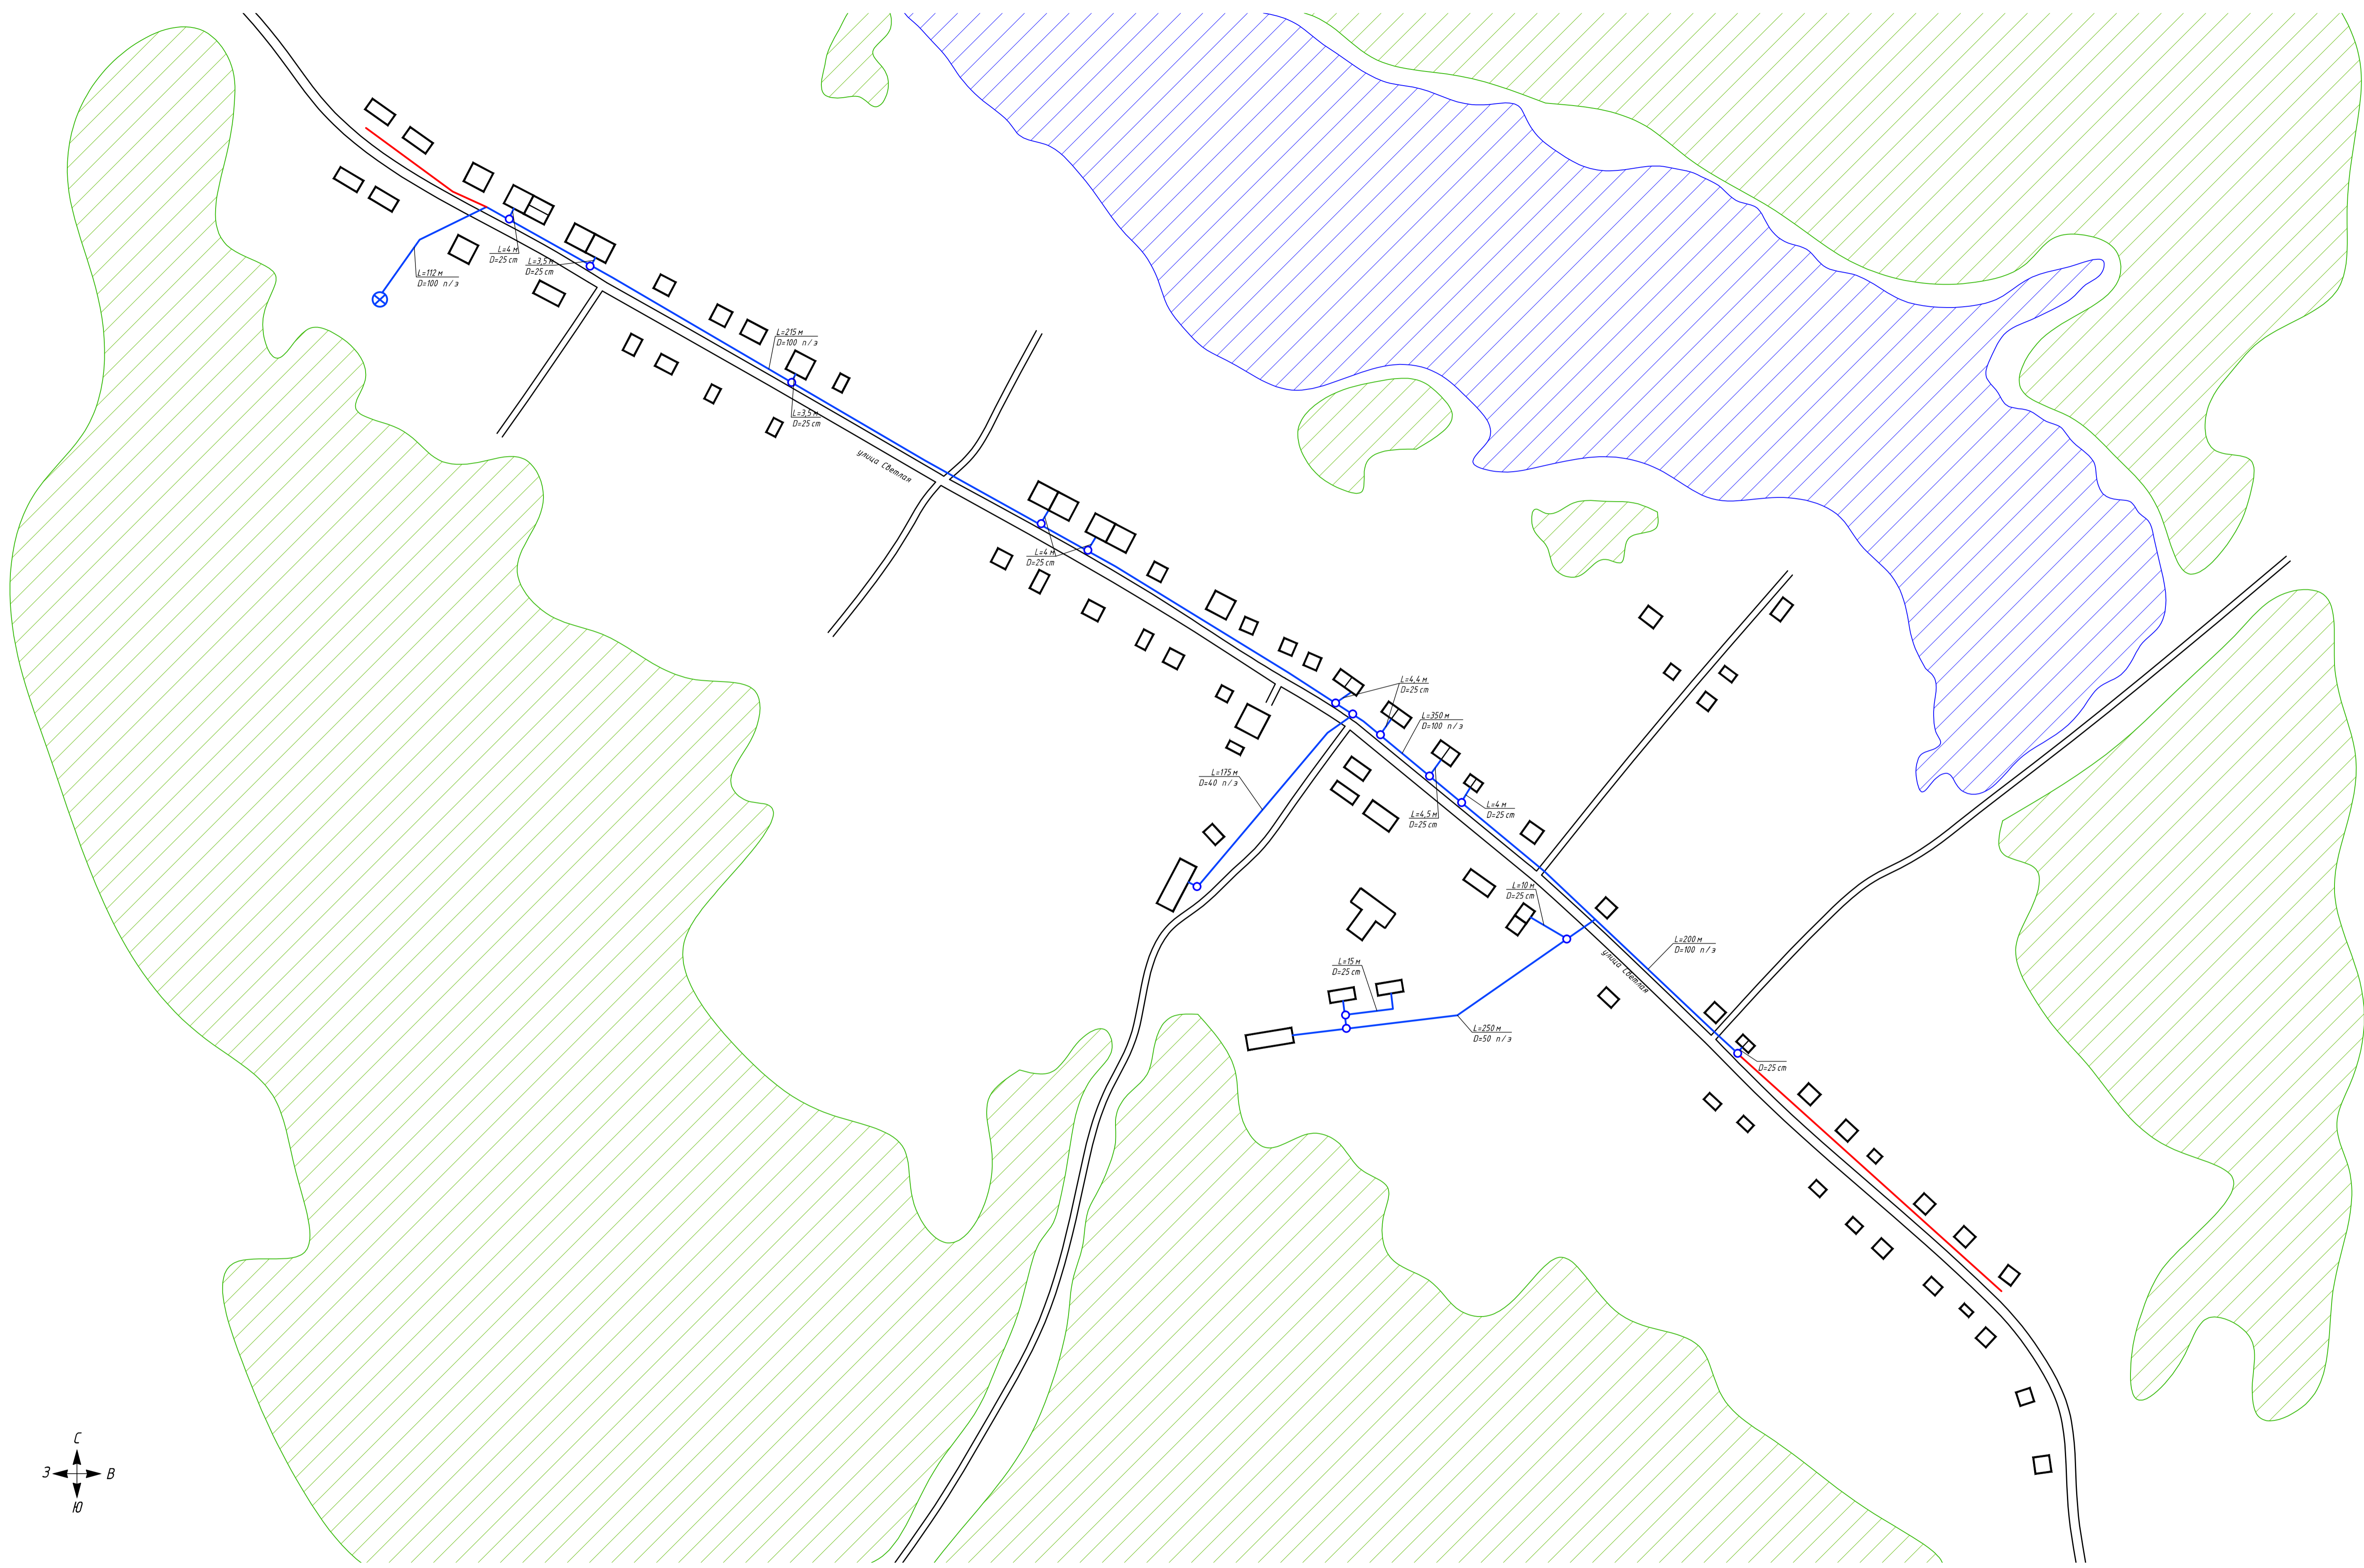 L=4 м
D=25 ст
L=3,5 м
D=25 ст
L=112 м
D=100 п/э
L=215 м
D=100 п/э
L=3,5 м
D=25 ст
улица Светлая
L=4 м
D=25 ст
L=4,4 м
D=25 ст
L=350 м
D=100 п/э
L=175 м
D=40 п/э
L=4 м
D=25 ст
L=4,5 м
D=25 ст
L=10 м
D=25 ст
L=200 м
D=100 п/э
улица Светлая
L=15 м
D=25 ст
L=250 м
D=50 п/э
D=25 ст
С
З В
Ю